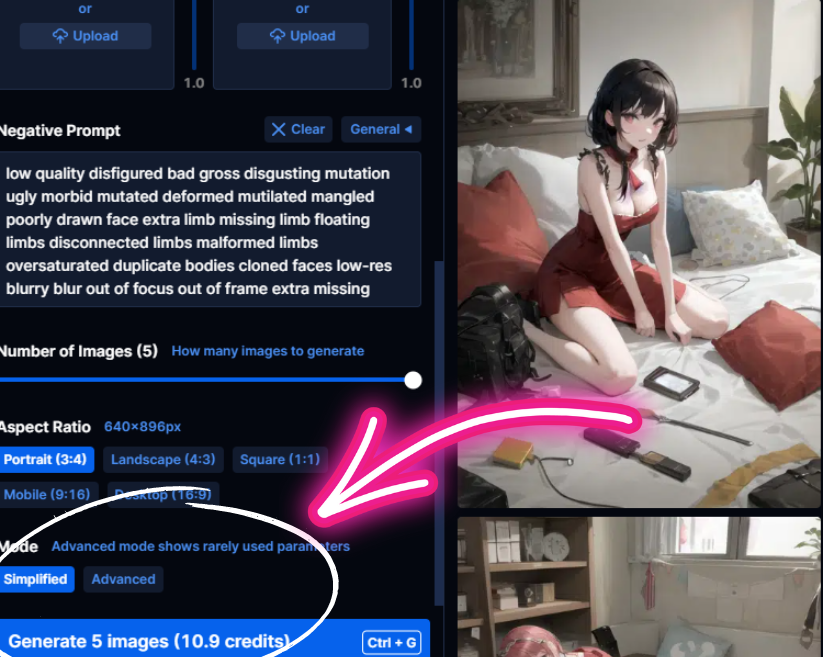 or
or
Upload
Upload
1.0
1.0
Negative Prompt
Clear
General
low quality disfigured bad gross disgusting mutation
ugly morbid mutated deformed mutilated mangled
poorly drawn face extra limb missing limb floating
limbs disconnected limbs malformed limbs
oversaturated duplicate bodies cloned faces low-res
blurry blur out of focus out of frame extra missing
Number of Images (5) How many images to generate
Aspect Ratio 640×896px
Portrait (3:4) Landscape (4:3) Square (1:1)
Mobile (9:16) Desktop (16:9)
Mode Advanced mode shows rarely used parameters
Simplified Advanced
Generate 5 images (10.9 credits) Ctrl + G